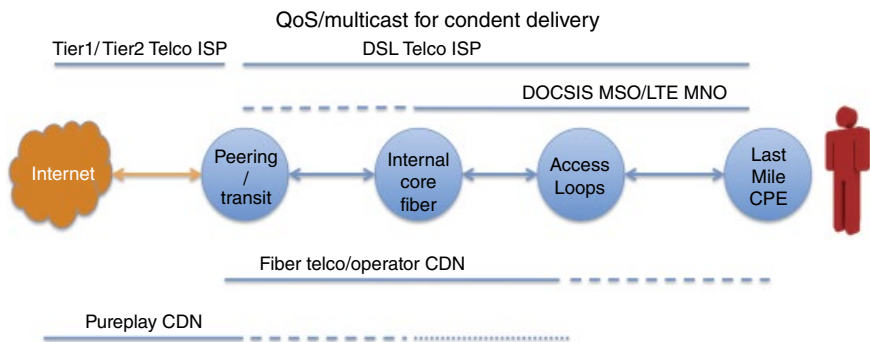 QoS/multicast for condent delivery
Tier1/Tier2 Telco ISP
DSL Telco ISP
DOCSIS MSO/LTE MNO
Internet
Peering
/
transit
Internal
core
fiber
Access
Loops
Last
Mile
CPE
Fiber telco/operator CDN
Pureplay CDN